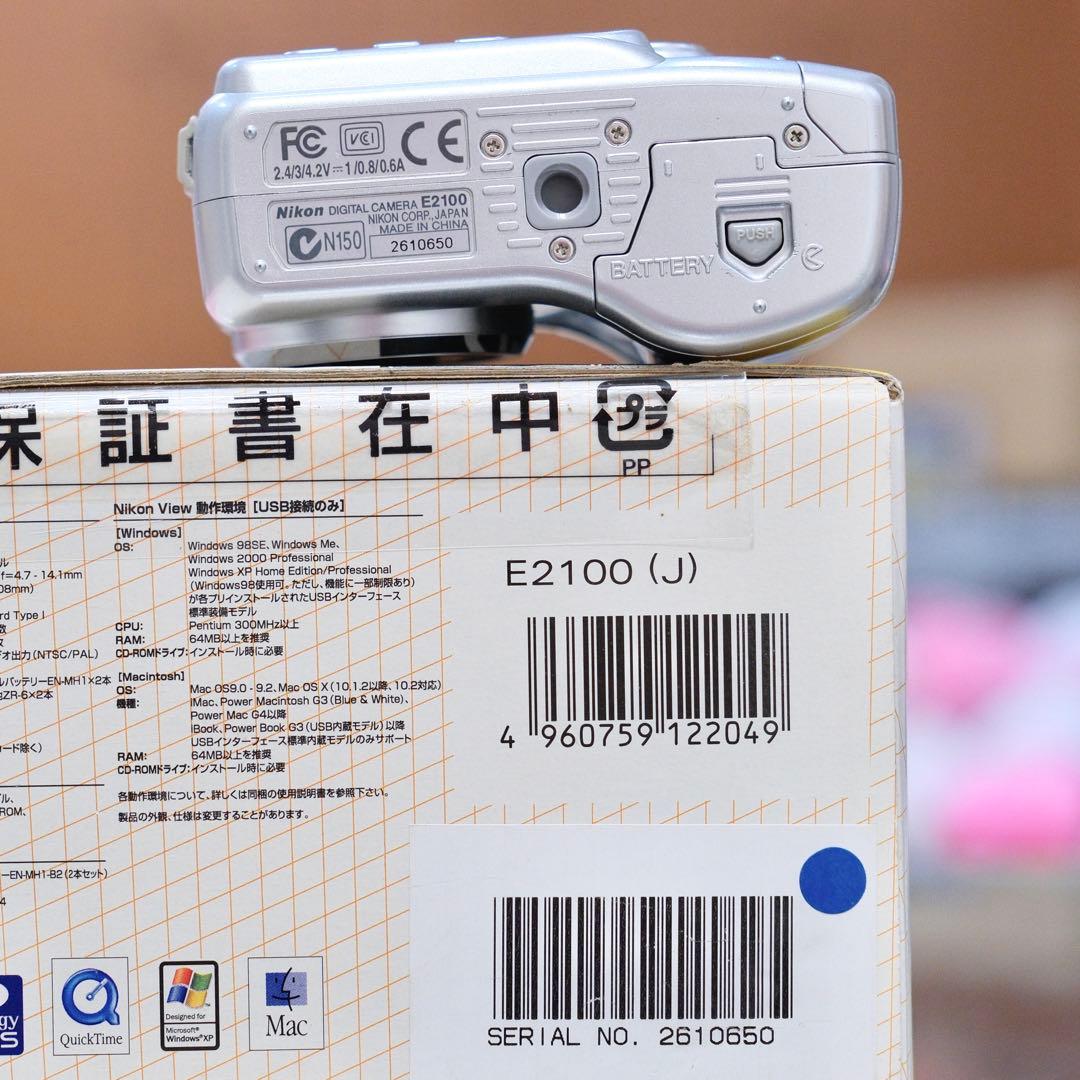 FC VCI CE
2.4/3/4.2V⎓1/0.8/0.6A
Nikon DIGITAL CAMERA E2100
NIKON CORP.,JAPAN
MADE IN CHINA
N150 2610650
PUSH
BATTERY
保証書在中
プラ
PP
Nikon View 動作環境［USB接続のみ］
[Windows]
OS: Windows 98SE、Windows Me、
Windows 2000 Professional
Windows XP Home Edition/Professional
（Windows98使用可。ただし、機能に一部制限あり）
が各プリインストールされたUSBインターフェース
標準装備モデル
CPU: Pentium 300MHz以上
RAM: 64MB以上を推奨
CD-ROMドライブ：インストール時に必要
[Macintosh]
OS: Mac OS9.0 - 9.2、Mac OS X（10.1.2以降、10.2対応）
機種: iMac、Power Macintosh G3（Blue & White）、
Power Mac G4以降
iBook、Power Book G3（USB内蔵モデル）以降
USBインターフェース標準内蔵モデルのみサポート
RAM: 64MB以上を推奨
CD-ROMドライブ：インストール時に必要
各動作環境について、詳しくは同梱の使用説明書を参照下さい。
製品の外観、仕様は変更することがあります。
f=4.7 - 14.1mm
08mm)
rd Type I
数
オ出力（NTSC/PAL）
ルバッテリーEN-MH1×2本
池ZR-6×2本
コード除く）
ル、
ROM、
ーEN-MH1-B2（2本セット）
4
QuickTime
Designed for
Microsoft®
Windows®XP
Mac
E2100 (J)
4 960759 122049
SERIAL NO. 2610650